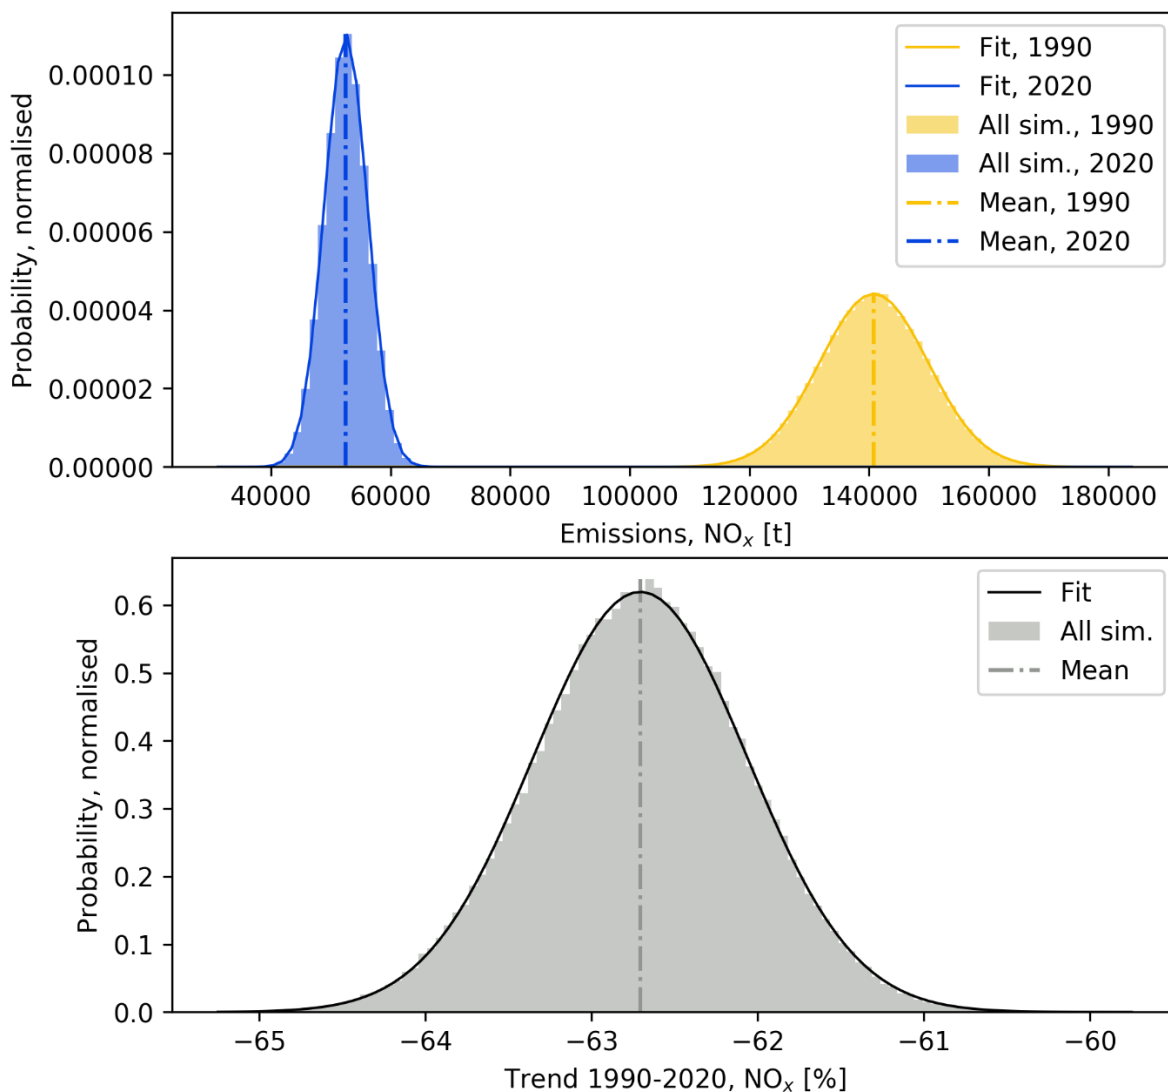 Probability, normalised
0.00010
0.00008
0.00006
0.00004
0.00002
0.00000
Fit, 1990
Fit, 2020
All sim., 1990
All sim., 2020
Mean, 1990
Mean, 2020
40000 60000 80000 100000 120000 140000 160000 180000
Emissions, NOₓ [t]
Probability, normalised
0.6
0.5
0.4
0.3
0.2
0.1
0.0
Fit
All sim.
Mean
−65 −64 −63 −62 −61 −60
Trend 1990-2020, NOₓ [%]